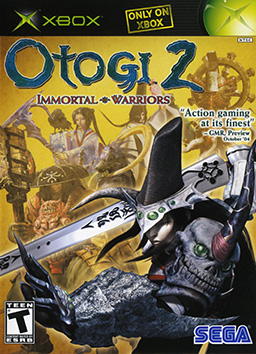 XBOX
ONLY ON
XBOX
NTSC
OTOGI 2
IMMORTAL WARRIORS
"Action gaming
at its finest"
– GMR, Preview
October '04
TEEN
T
ESRB
SEGA